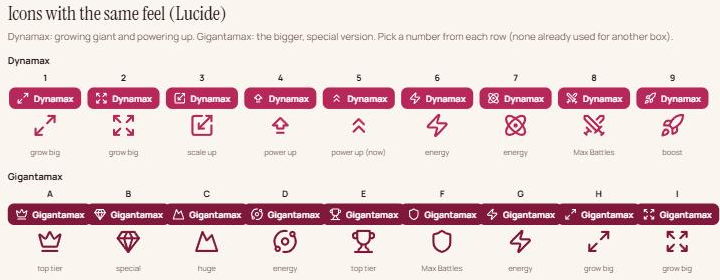 Icons with the same feel (Lucide)
Dynamax: growing giant and powering up. Gigantamax: the bigger, special version. Pick a number from each row (none already used for another box).
Dynamax
1 2 3 4 5 6 7 8 9
Dynamax Dynamax Dynamax Dynamax Dynamax Dynamax Dynamax Dynamax Dynamax
grow big grow big scale up power up power up (now) energy energy Max Battles boost
Gigantamax
A B C D E F G H I
Gigantamax Gigantamax Gigantamax Gigantamax Gigantamax Gigantamax Gigantamax Gigantamax Gigantamax
top tier special huge energy top tier Max Battles energy grow big grow big